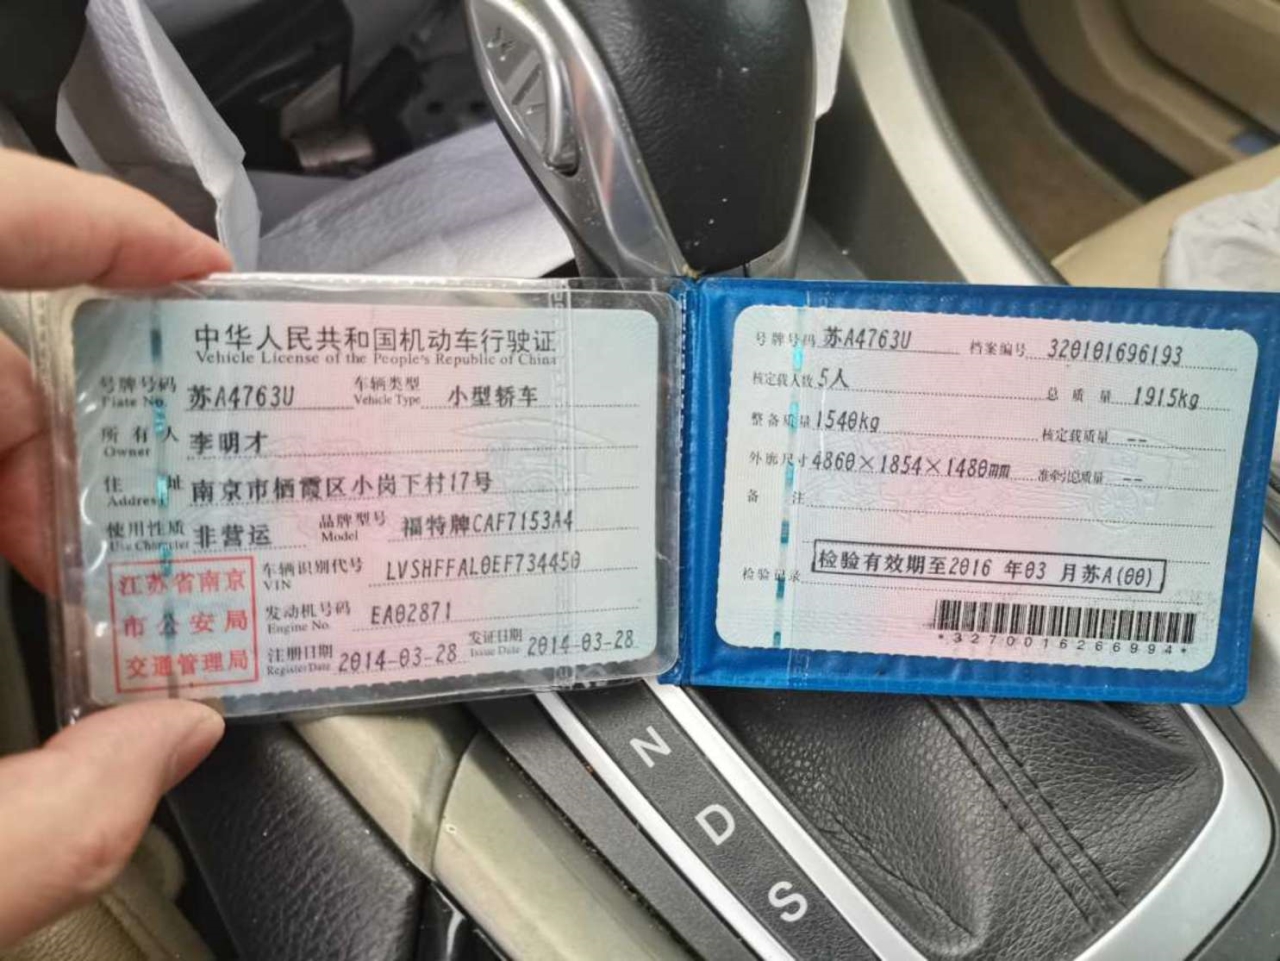 中华人民共和国机动车行驶证
Vehicle License of the People's Republic of China
号牌号码 苏A4763U 车辆类型 小型轿车
Plate No. Vehicle Type
所有人 李明才
Owner
住址 南京市栖霞区小岗下村17号
Address
使用性质 非营运 品牌型号 福特牌CAF7153A4
Use Character Model
江苏省南京
市公安局
交通管理局
车辆识别代号 LVSHFFAL0EF734450
VIN
发动机号码 EA02871
Engine No.
注册日期 2014-03-28 发证日期 2014-03-28
Register Date Issue Date
号牌号码 苏A4763U 档案编号 320101696193
核定载人数 5人 总质量 1915kg
整备质量 1540kg 核定载质量 --
外廓尺寸 4860×1854×1480mm 准牵引总质量 --
备注
检验记录 检验有效期至2016 年03 月苏A(00)
*3270016266994*
N
D
S